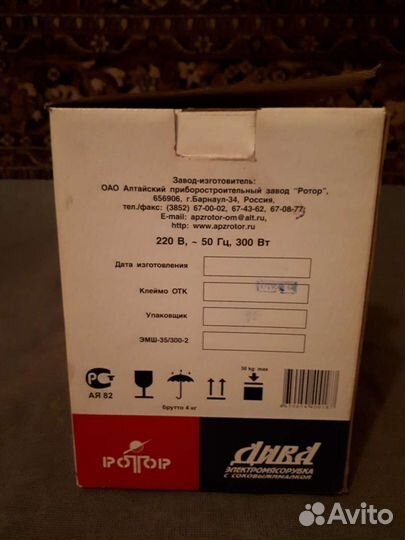 Завод-изготовитель:
ОАО Алтайский приборостроительный завод "Ротор",
656906, г.Барнаул-34, Россия.
тел./факс: (3852) 67-00-02, 67-43-62, 67-08-77,
E-mail: apzrotor-om@alt.ru,
http: www.apzrotor.ru
220 В, ~ 50 Гц, 300 Вт
Дата изготовления
Клеймо ОТК
Упаковщик
ЭМШ-35/300-2
30 kg max
АЯ 82
брутто 4 кг
РОТОР
ДИВА
ЭЛЕКТРОМЯСОРУБКА
С СОКОВЫЖИМАЛКОЙ
Avito